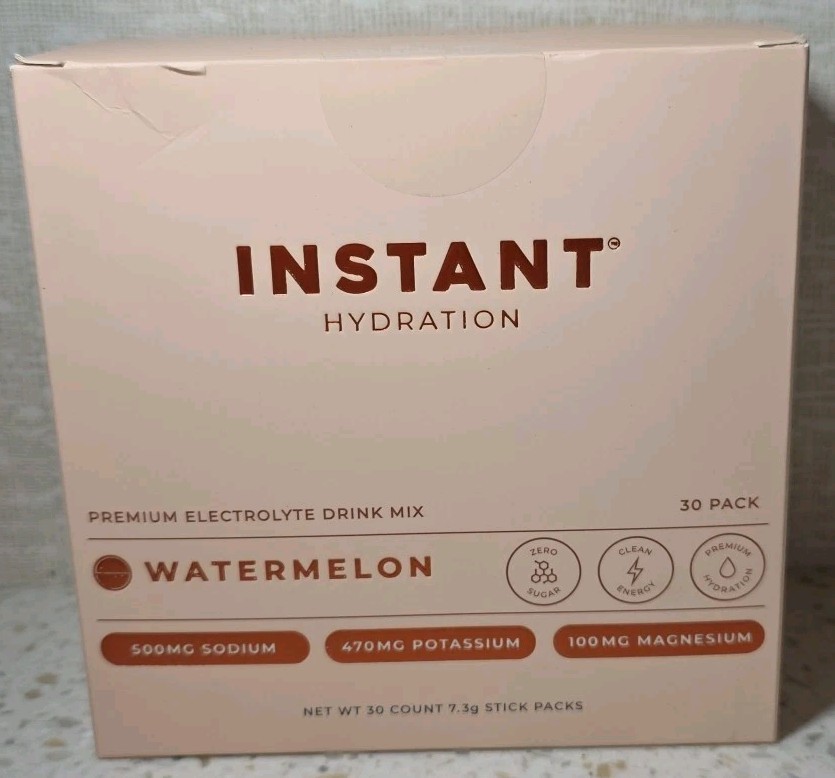 INSTANT™
HYDRATION
PREMIUM ELECTROLYTE DRINK MIX
30 PACK
WATERMELON
ZERO SUGAR
CLEAN ENERGY
PREMIUM HYDRATION
500MG SODIUM
470MG POTASSIUM
100MG MAGNESIUM
NET WT 30 COUNT 7.3g STICK PACKS